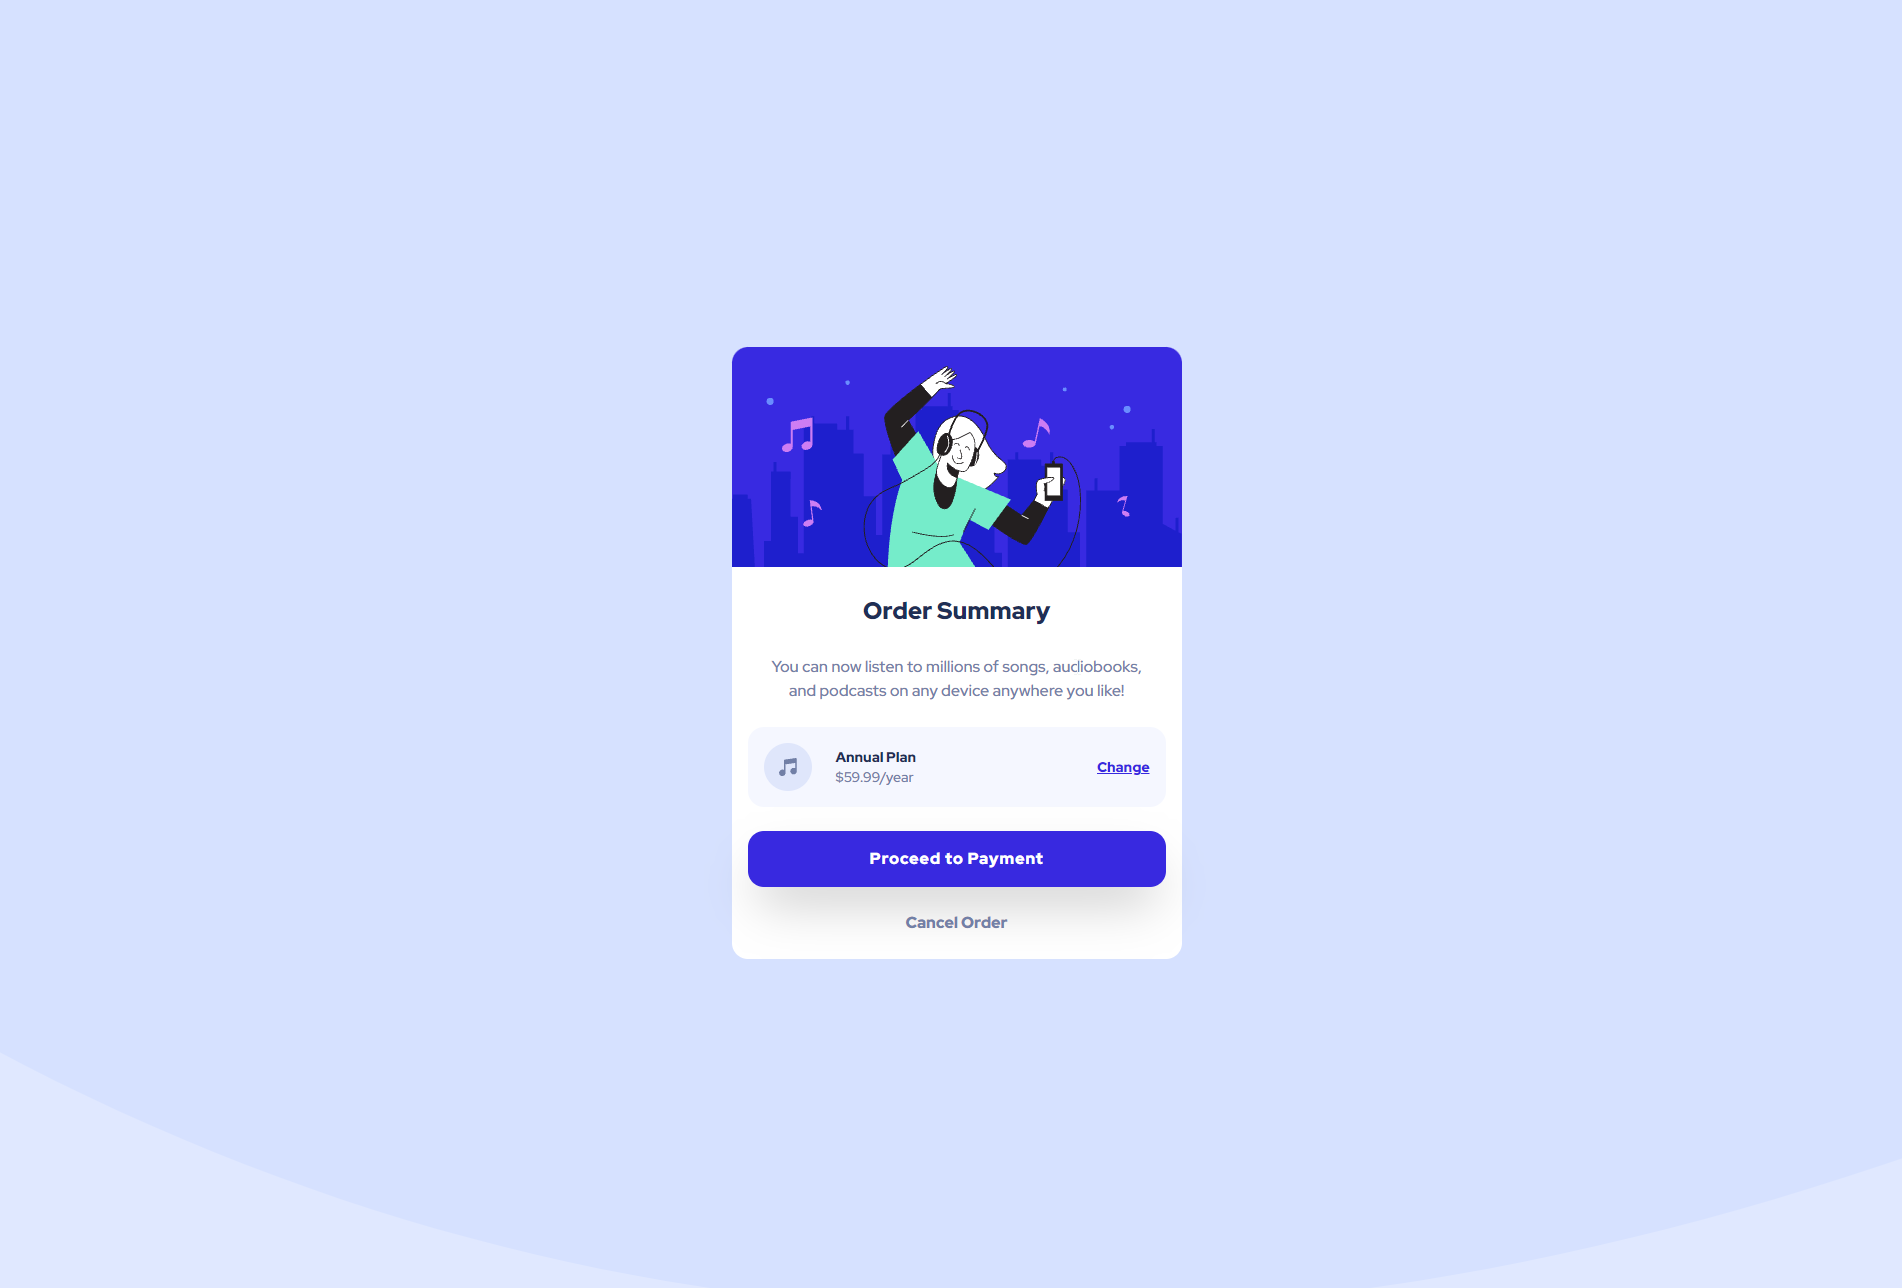 Order Summary
You can now listen to millions of songs, audiobooks,
and podcasts on any device anywhere you like!
Annual Plan
$59.99/year
Change
Proceed to Payment
Cancel Order